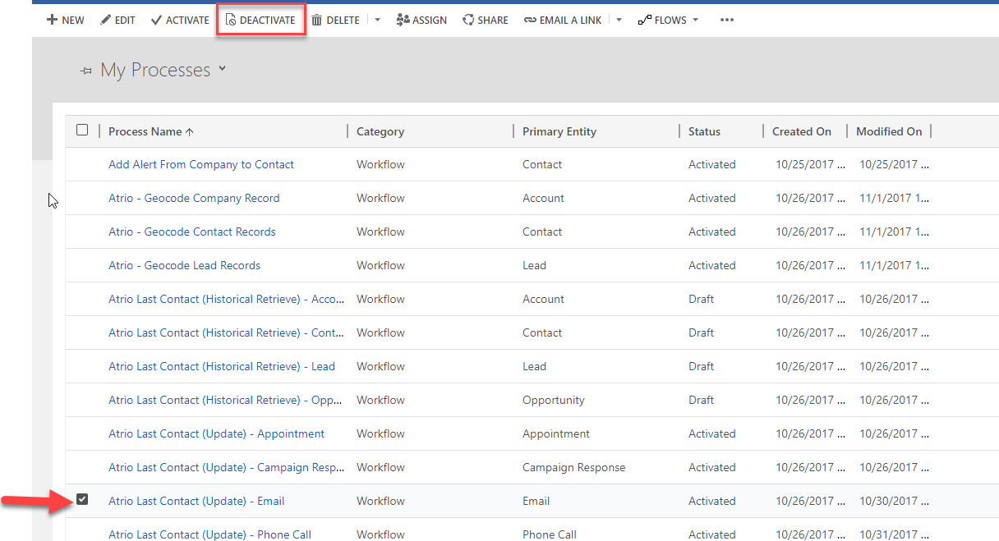 NEW EDIT ACTIVATE DEACTIVATE DELETE ASSIGN SHARE EMAIL A LINK FLOWS •••
My Processes
Process Name Category Primary Entity Status Created On Modified On
Add Alert From Company to Contact Workflow Contact Activated 10/25/2017 ... 10/25/2017 ...
Atrio - Geocode Company Record Workflow Account Activated 10/26/2017 ... 11/1/2017 1...
Atrio - Geocode Contact Records Workflow Contact Activated 10/26/2017 ... 11/1/2017 1...
Atrio - Geocode Lead Records Workflow Lead Activated 10/26/2017 ... 11/1/2017 1...
Atrio Last Contact (Historical Retrieve) - Acco... Workflow Account Draft 10/26/2017 ... 10/26/2017 ...
Atrio Last Contact (Historical Retrieve) - Cont... Workflow Contact Draft 10/26/2017 ... 10/26/2017 ...
Atrio Last Contact (Historical Retrieve) - Lead Workflow Lead Draft 10/26/2017 ... 10/26/2017 ...
Atrio Last Contact (Historical Retrieve) - Opp... Workflow Opportunity Draft 10/26/2017 ... 10/26/2017 ...
Atrio Last Contact (Update) - Appointment Workflow Appointment Activated 10/26/2017 ... 10/26/2017 ...
Atrio Last Contact (Update) - Campaign Resp... Workflow Campaign Response Activated 10/26/2017 ... 10/26/2017 ...
Atrio Last Contact (Update) - Email Workflow Email Activated 10/26/2017 ... 10/30/2017 ...
Atrio Last Contact (Update) - Phone Call Workflow Phone Call Activated 10/26/2017 ... 10/31/2017 ...